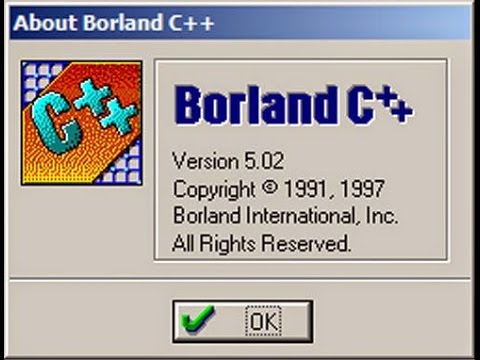 About Borland C++
C++
Borland C++
Version 5.02
Copyright © 1991, 1997
Borland International, Inc.
All Rights Reserved.
OK